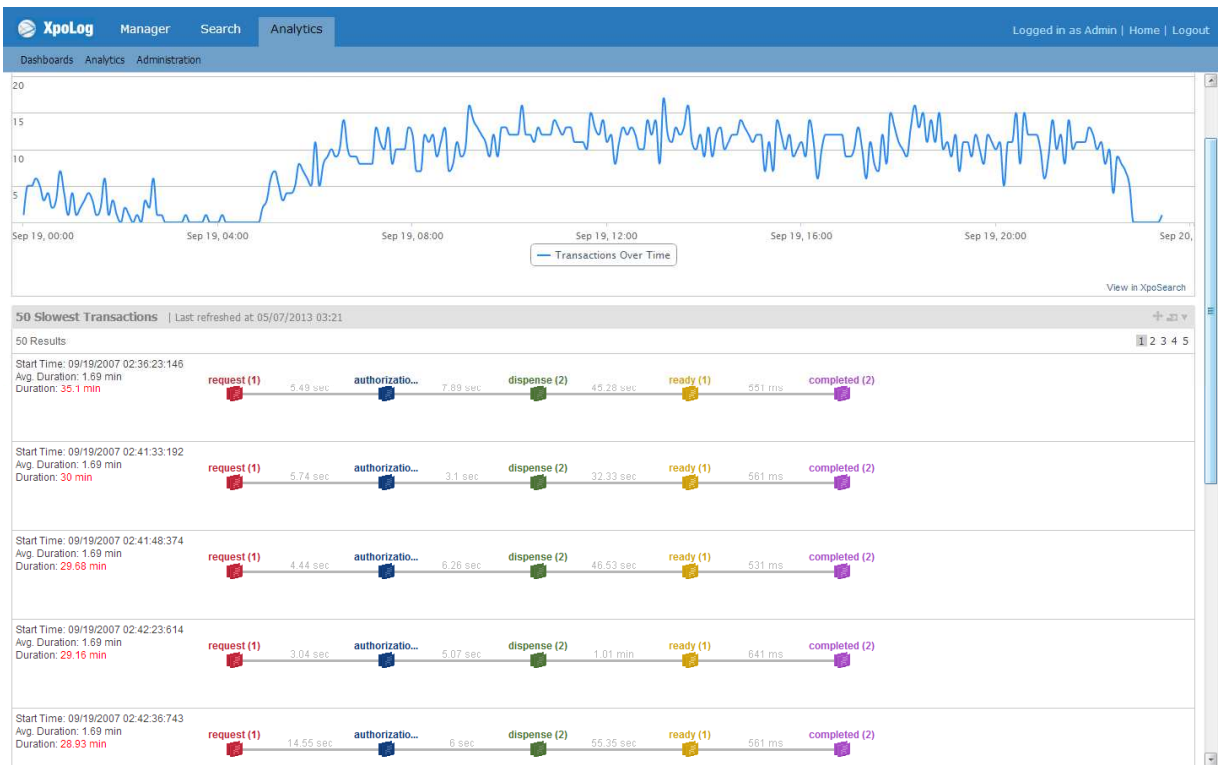 XpoLog Manager Search Analytics Logged in as Admin | Home | Logout
Dashboards Analytics Administration
20
15
10
5
Sep 19, 00:00 Sep 19, 04:00 Sep 19, 08:00 Sep 19, 12:00 Sep 19, 16:00 Sep 19, 20:00 Sep 20,
Transactions Over Time
View in XpoSearch
50 Slowest Transactions | Last refreshed at 05/07/2013 03:21
50 Results 1 2 3 4 5
Start Time: 09/19/2007 02:36:23:146
Avg. Duration: 1.69 min
Duration: 35.1 min
request (1) 5.49 sec authorizatio... 7.69 sec dispense (2) 45.28 sec ready (1) 551 ms completed (2)
Start Time: 09/19/2007 02:41:33:192
Avg. Duration: 1.69 min
Duration: 30 min
request (1) 5.74 sec authorizatio... 3.1 sec dispense (2) 32.33 sec ready (1) 561 ms completed (2)
Start Time: 09/19/2007 02:41:48:374
Avg. Duration: 1.69 min
Duration: 29.68 min
request (1) 4.44 sec authorizatio... 6.26 sec dispense (2) 46.53 sec ready (1) 531 ms completed (2)
Start Time: 09/19/2007 02:42:23:614
Avg. Duration: 1.69 min
Duration: 29.16 min
request (1) 3.04 sec authorizatio... 5.07 sec dispense (2) 1.01 min ready (1) 641 ms completed (2)
Start Time: 09/19/2007 02:42:36:743
Avg. Duration: 1.69 min
Duration: 28.93 min
request (1) 14.55 sec authorizatio... 6 sec dispense (2) 55.35 sec ready (1) 561 ms completed (2)